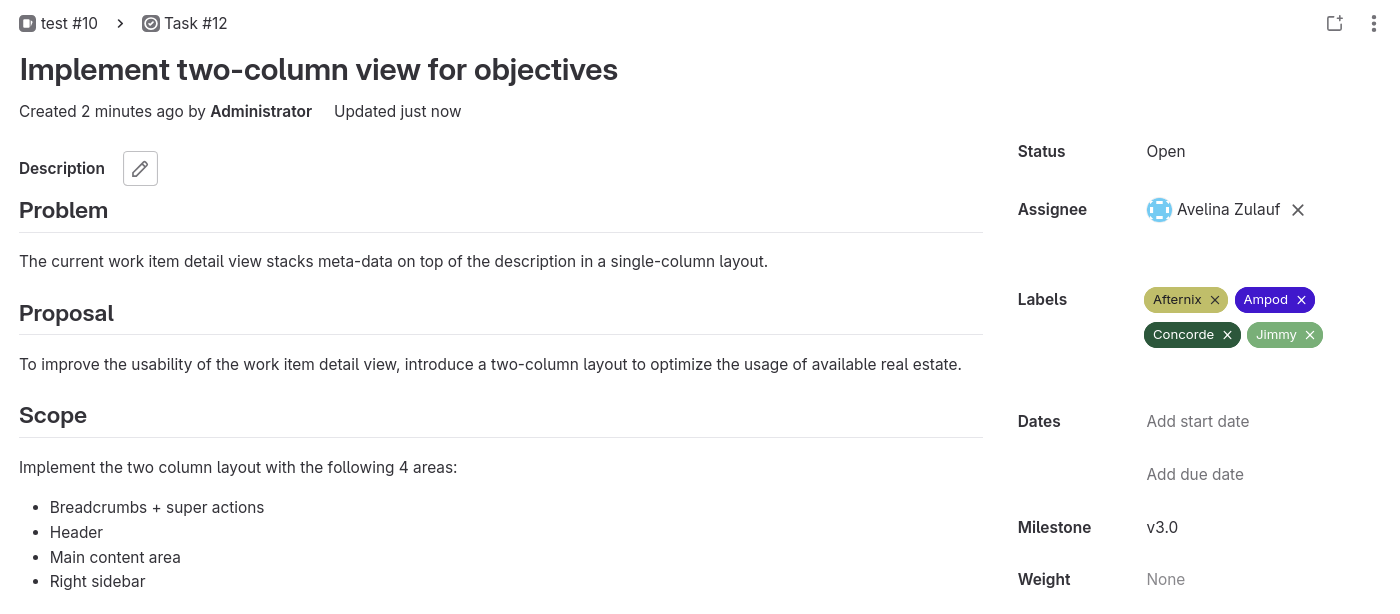 test #10 > Task #12
Implement two-column view for objectives
Created 2 minutes ago by Administrator Updated just now
Description
Problem
The current work item detail view stacks meta-data on top of the description in a single-column layout.
Proposal
To improve the usability of the work item detail view, introduce a two-column layout to optimize the usage of available real estate.
Scope
Implement the two column layout with the following 4 areas:
• Breadcrumbs + super actions
• Header
• Main content area
• Right sidebar
Status Open
Assignee Avelina Zulauf
Labels Afternix Ampod
Concorde Jimmy
Dates Add start date
Add due date
Milestone v3.0
Weight None